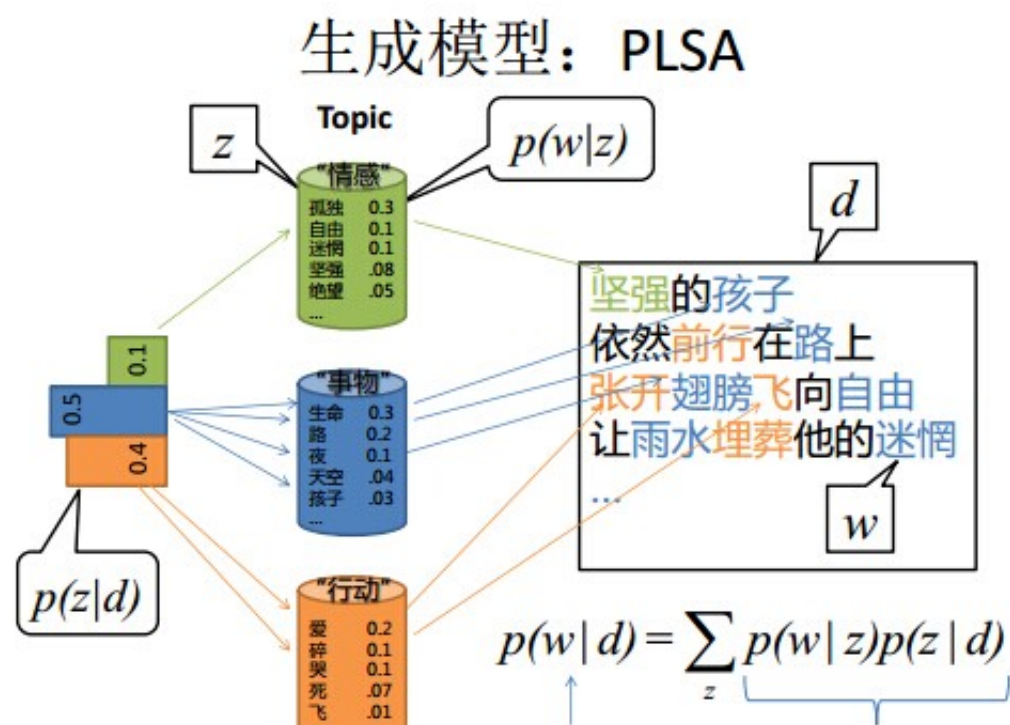 生成模型：PLSA
Topic
z
p(w|z)
"情感"
孤独 0.3
自由 0.1
迷惘 0.1
坚强 .08
绝望 .05
...
d
坚强的孩子
依然前行在路上
张开翅膀飞向自由
让雨水埋葬他的迷惘
...
w
0.1
0.5
0.4
p(z|d)
"事物"
生命 0.3
路 0.2
夜 0.1
天空 .04
孩子 .03
...
"行动"
爱 0.2
碎 0.1
哭 0.1
死 .07
飞 .01
p(w|d) = ∑ p(w|z)p(z|d)
z